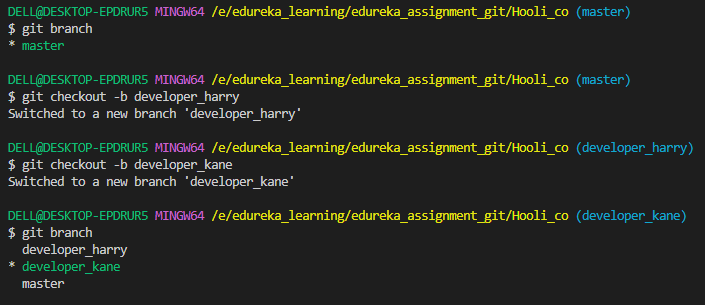 DELL@DESKTOP-EPDRUR5 MINGW64 /e/edureka_learning/edureka_assignment_git/Hooli_co (master)
$ git branch
* master
DELL@DESKTOP-EPDRUR5 MINGW64 /e/edureka_learning/edureka_assignment_git/Hooli_co (master)
$ git checkout -b developer_harry
Switched to a new branch 'developer_harry'
DELL@DESKTOP-EPDRUR5 MINGW64 /e/edureka_learning/edureka_assignment_git/Hooli_co (developer_harry)
$ git checkout -b developer_kane
Switched to a new branch 'developer_kane'
DELL@DESKTOP-EPDRUR5 MINGW64 /e/edureka_learning/edureka_assignment_git/Hooli_co (developer_kane)
$ git branch
developer_harry
* developer_kane
master